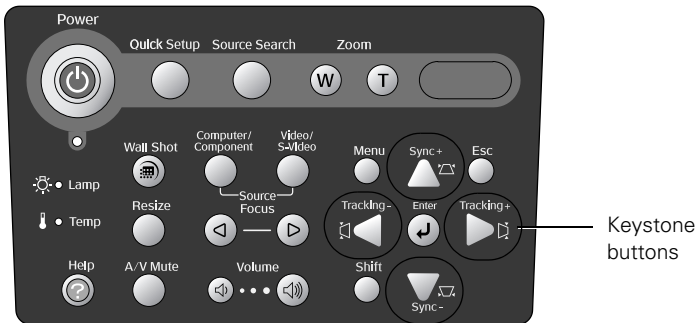 Power
Quick Setup
Source Search
Zoom
W
T
Wall Shot
Computer/
Component
Video/
S-Video
Menu
Sync+
Esc
Lamp
Source
Resize
Focus
Tracking-
Enter
Tracking+
Temp
Keystone
buttons
Help
A/V Mute
Volume
Shift
Sync-